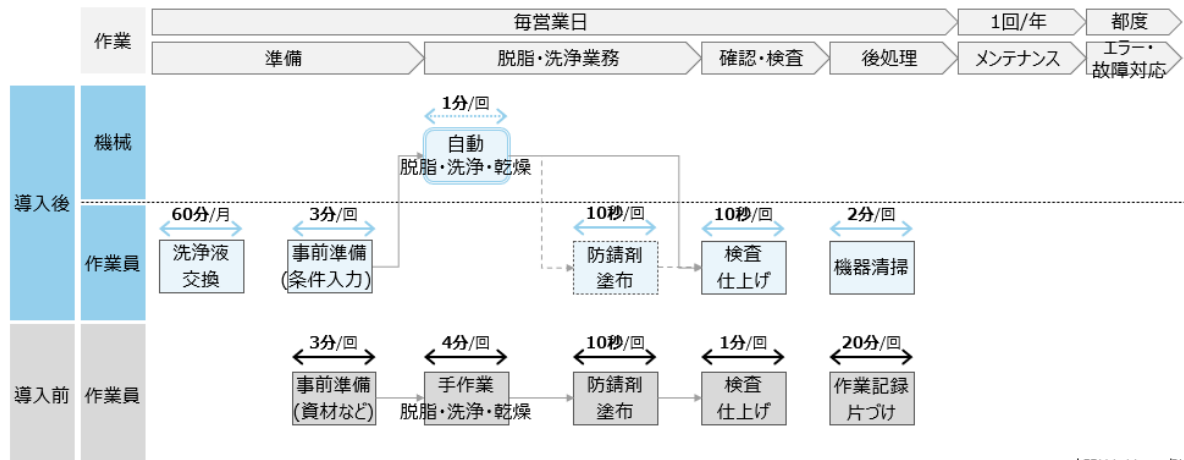 作業
毎営業日
1回/年
都度
準備
脱脂・洗浄業務
確認・検査
後処理
メンテナンス
エラー・
故障対応
導入後
機械
1分/回
自動
脱脂・洗浄・乾燥
作業員
60分/月
洗浄液
交換
3分/回
事前準備
(条件入力)
10秒/回
防錆剤
塗布
10秒/回
検査
仕上げ
2分/回
機器清掃
導入前
作業員
3分/回
事前準備
(資材など)
4分/回
手作業
脱脂・洗浄・乾燥
10秒/回
防錆剤
塗布
1分/回
検査
仕上げ
20分/回
作業記録
片づけ